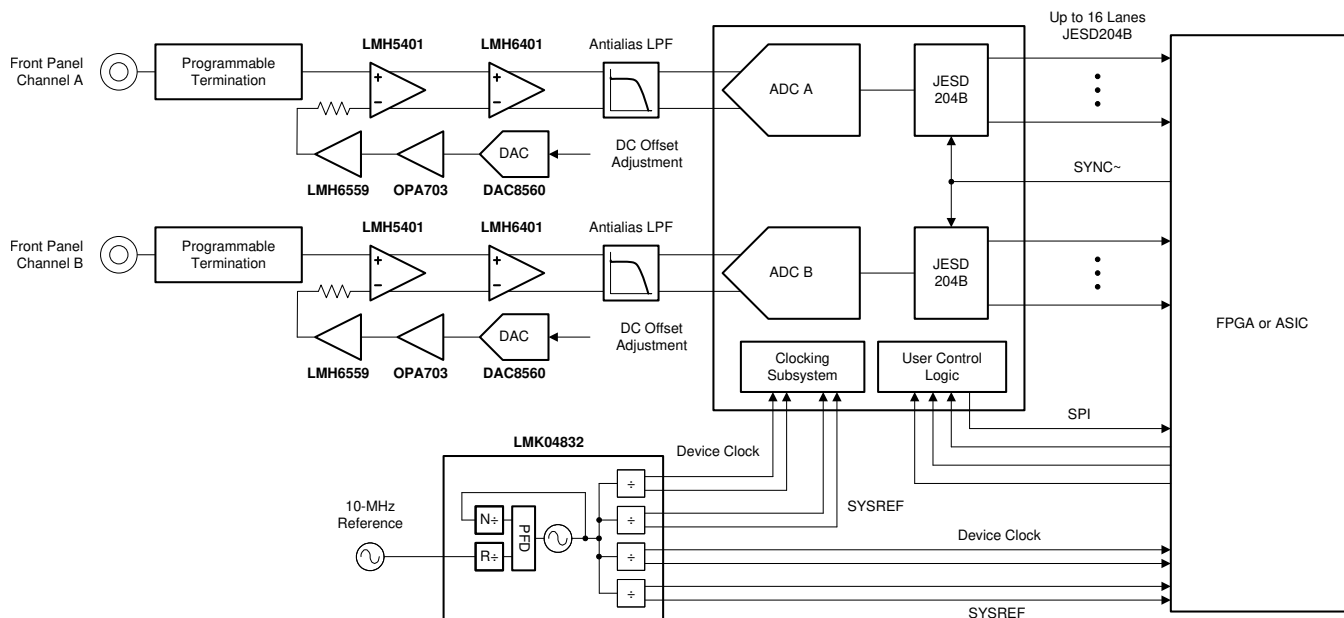 Up to 16 Lanes
JESD204B
LMH5401
LMH6401
Antialias LPF
Front Panel
Channel A
Programmable
Termination
ADC A
JESD
204B
DAC
DC Offset
Adjustment
LMH6559
OPA703
DAC8560
SYNC~
LMH5401
LMH6401
Antialias LPF
Front Panel
Channel B
Programmable
Termination
ADC B
JESD
204B
FPGA or ASIC
DAC
DC Offset
Adjustment
LMH6559
OPA703
DAC8560
Clocking
Subsystem
User Control
Logic
SPI
LMK04832
Device Clock
÷
10-MHz
Reference
SYSREF
N÷
PFD
÷
R÷
÷
Device Clock
÷
SYSREF